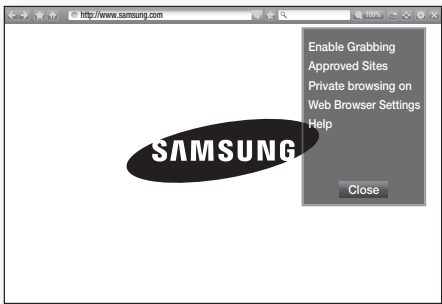 http://www.samsung.com
100%
Enable Grabbing
Approved Sites
Private browsing on
Web Browser Settings
Help
SAMSUNG
Close